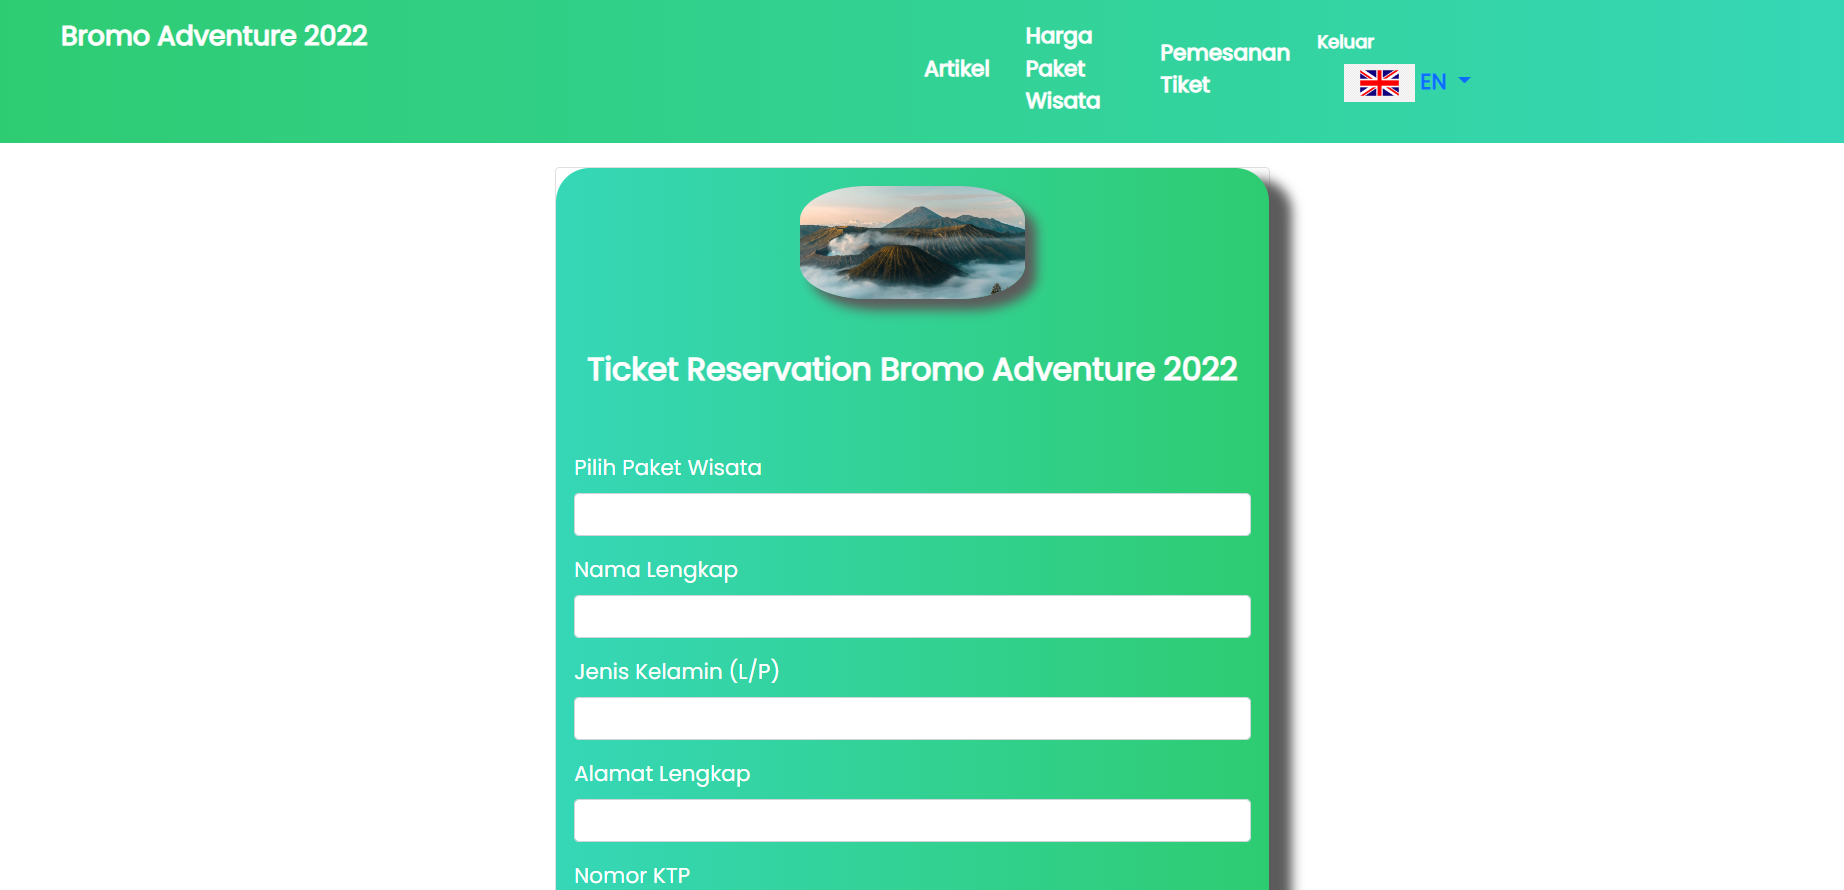 Bromo Adventure 2022
Artikel
Harga
Paket
Wisata
Pemesanan
Tiket
Keluar
EN
Ticket Reservation Bromo Adventure 2022
Pilih Paket Wisata
Nama Lengkap
Jenis Kelamin (L/P)
Alamat Lengkap
Nomor KTP